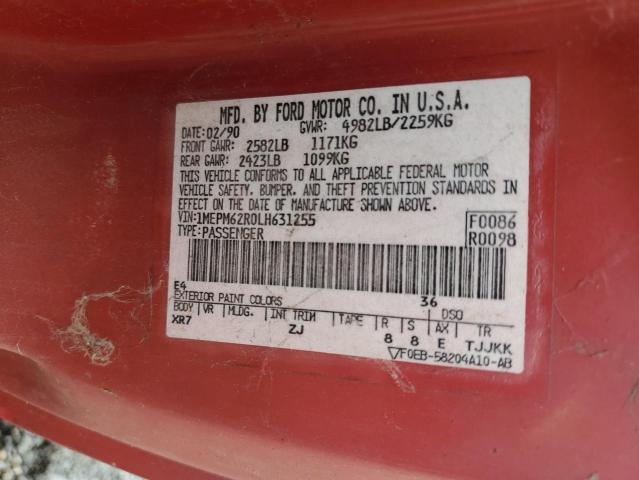 MFD. BY FORD MOTOR CO. IN U.S.A.
DATE: 02/90 GVWR: 4982LB/2259KG
FRONT GAWR: 2582LB 1171KG
REAR GAWR: 2423LB 1099KG
THIS VEHICLE CONFORMS TO ALL APPLICABLE FEDERAL MOTOR
VEHICLE SAFETY, BUMPER, AND THEFT PREVENTION STANDARDS IN
EFFECT ON THE DATE OF MANUFACTURE SHOWN ABOVE.
VIN: 1MEPM62R0LH631255 F0086
TYPE: PASSENGER R0098
E4 36
EXTERIOR PAINT COLORS DSO
BODY VR MLDG. INT TRIM TAPE R S AX TR
XR7 ZJ 8 8 E TJJKK
▽F0EB-58204A10-AB